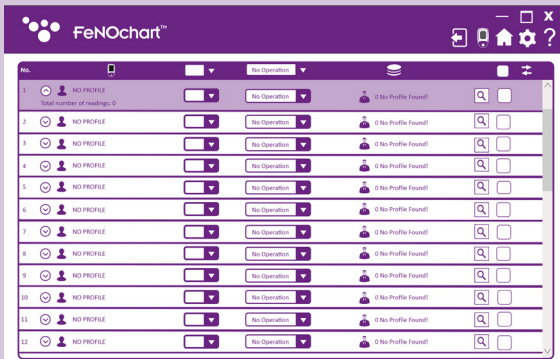 FeNOchart™
?
No. No Operation
1 NO PROFILE No Operation 0 No Profile Found!
Total number of readings: 0
2 NO PROFILE No Operation 0 No Profile Found!
3 NO PROFILE No Operation 0 No Profile Found!
4 NO PROFILE No Operation 0 No Profile Found!
5 NO PROFILE No Operation 0 No Profile Found!
6 NO PROFILE No Operation 0 No Profile Found!
7 NO PROFILE No Operation 0 No Profile Found!
8 NO PROFILE No Operation 0 No Profile Found!
9 NO PROFILE No Operation 0 No Profile Found!
10 NO PROFILE No Operation 0 No Profile Found!
11 NO PROFILE No Operation 0 No Profile Found!
12 NO PROFILE No Operation 0 No Profile Found!